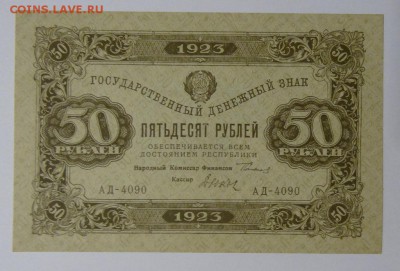 COINS.LAVE.RU
50 1923 50
ГОСУДАРСТВЕННЫЙ ДЕНЕЖНЫЙ ЗНАК
50 РУБЛЕЙ
ПЯТЬДЕСЯТ РУБЛЕЙ
50 РУБЛЕЙ
ОБЕСПЕЧИВАЕТСЯ ВСЕМ
ДОСТОЯНИЕМ РЕСПУБЛИКИ
Народный Комиссар Финансов
Кассир
АД-4090 АД-4090
50 1923 50